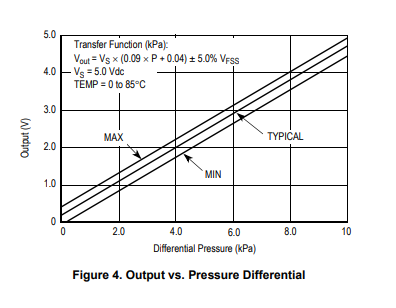 5.0
4.0
3.0
2.0
1.0
0
Output (V)
Transfer Function (kPa):
Vout = VS × (0.09 × P + 0.04) ± 5.0% VFSS
VS = 5.0 Vdc
TEMP = 0 to 85°C
MAX
TYPICAL
MIN
0 2.0 4.0 6.0 8.0 10
Differential Pressure (kPa)
Figure 4. Output vs. Pressure Differential